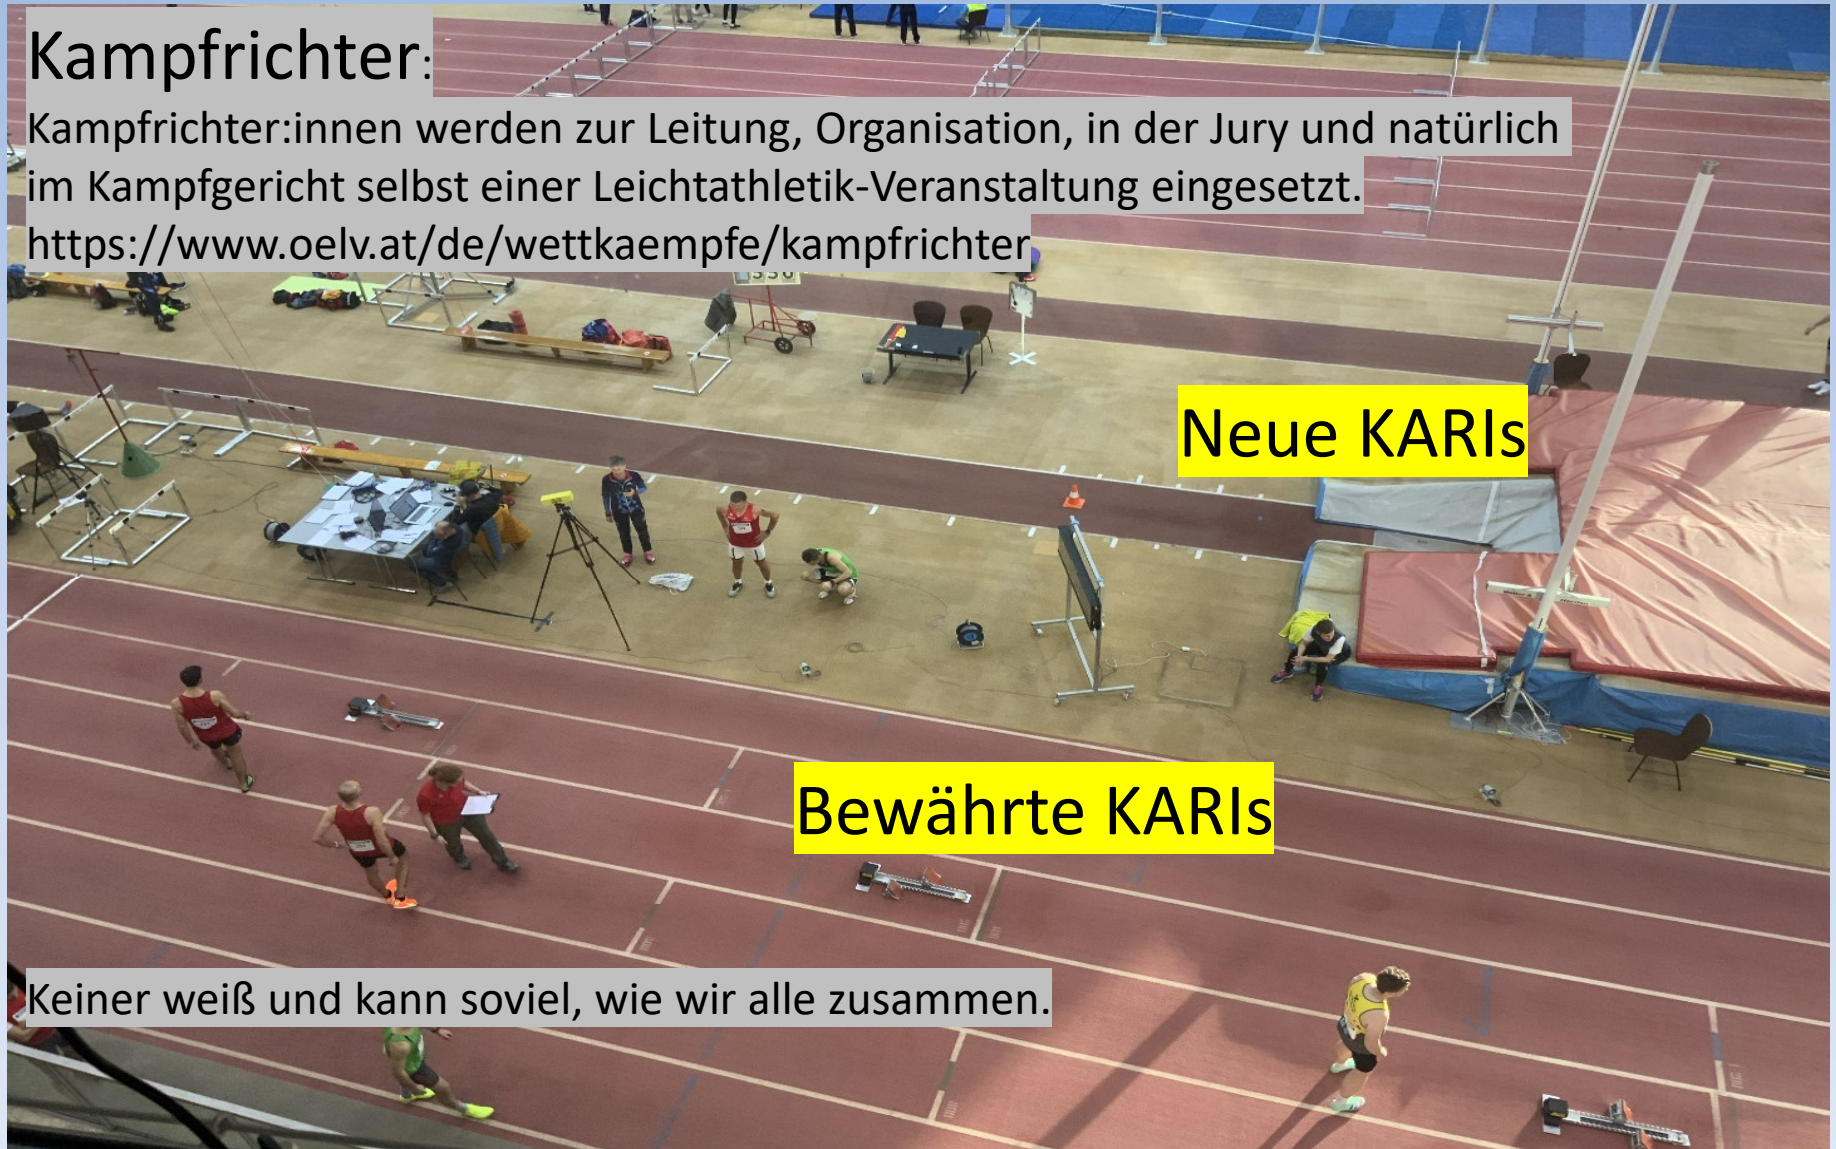 Kampfrichter:
Kampfrichter:innen werden zur Leitung, Organisation, in der Jury und natürlich
im Kampfgericht selbst einer Leichtathletik-Veranstaltung eingesetzt.
https://www.oelv.at/de/wettkaempfe/kampfrichter
Neue KARIs
Bewährte KARIs
Keiner weiß und kann soviel, wie wir alle zusammen.